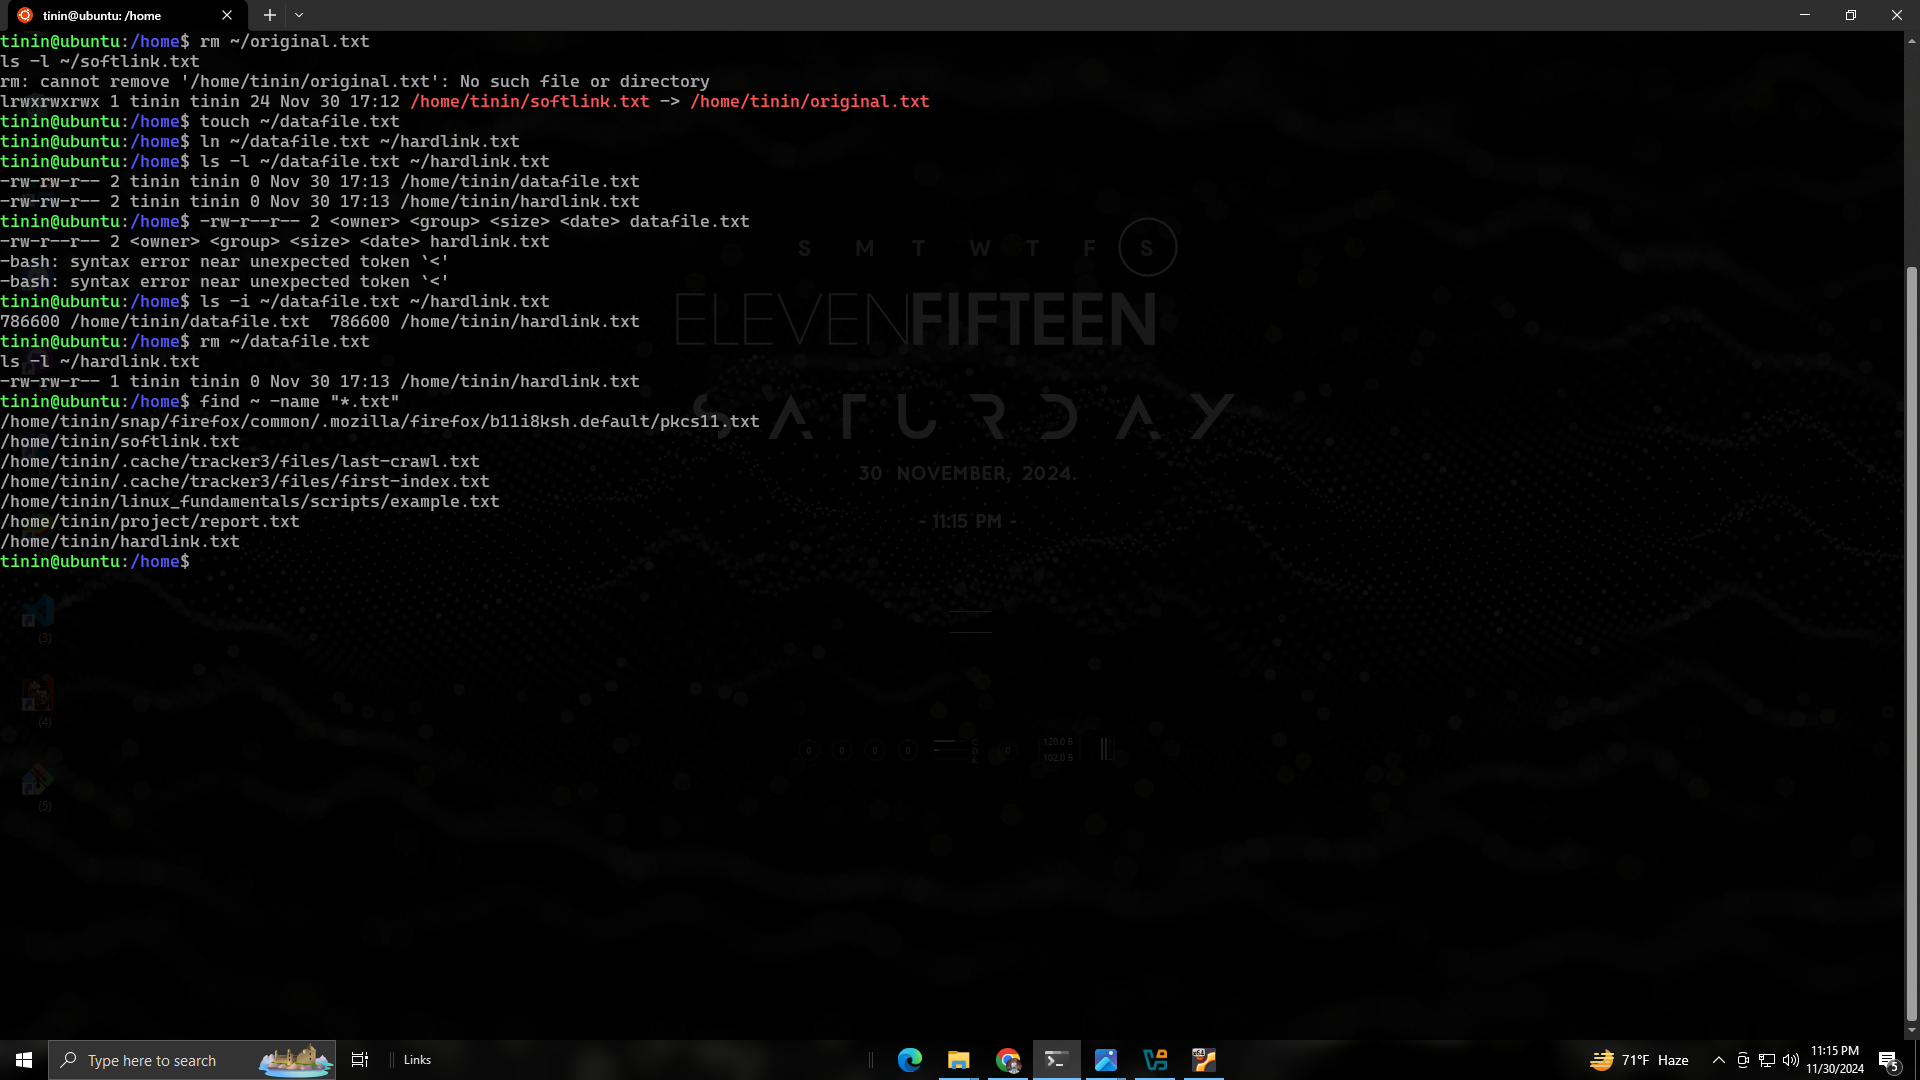 tinin@ubuntu: /home
tinin@ubuntu:/home$ rm ~/original.txt
ls -l ~/softlink.txt
rm: cannot remove '/home/tinin/original.txt': No such file or directory
lrwxrwxrwx 1 tinin tinin 24 Nov 30 17:12 /home/tinin/softlink.txt -> /home/tinin/original.txt
tinin@ubuntu:/home$ touch ~/datafile.txt
tinin@ubuntu:/home$ ln ~/datafile.txt ~/hardlink.txt
tinin@ubuntu:/home$ ls -l ~/datafile.txt ~/hardlink.txt
-rw-rw-r-- 2 tinin tinin 0 Nov 30 17:13 /home/tinin/datafile.txt
-rw-rw-r-- 2 tinin tinin 0 Nov 30 17:13 /home/tinin/hardlink.txt
tinin@ubuntu:/home$ -rw-r--r-- 2 <owner> <group> <size> <date> datafile.txt
-rw-r--r-- 2 <owner> <group> <size> <date> hardlink.txt
-bash: syntax error near unexpected token `<'
-bash: syntax error near unexpected token `<'
tinin@ubuntu:/home$ ls -i ~/datafile.txt ~/hardlink.txt
786600 /home/tinin/datafile.txt  786600 /home/tinin/hardlink.txt
tinin@ubuntu:/home$ rm ~/datafile.txt
ls -l ~/hardlink.txt
-rw-rw-r-- 1 tinin tinin 0 Nov 30 17:13 /home/tinin/hardlink.txt
tinin@ubuntu:/home$ find ~ -name "*.txt"
/home/tinin/snap/firefox/common/.mozilla/firefox/b11i8ksh.default/pkcs11.txt
/home/tinin/softlink.txt
/home/tinin/.cache/tracker3/files/last-crawl.txt
/home/tinin/.cache/tracker3/files/first-index.txt
/home/tinin/linux_fundamentals/scripts/example.txt
/home/tinin/project/report.txt
/home/tinin/hardlink.txt
tinin@ubuntu:/home$
S M T W T F S
ELEVENFIFTEEN
SATURDAY
30 NOVEMBER, 2024.
- 11:15 PM -
(3)
(4)
(5)
0 0 0 0 C D R 0
120.0 B
102.0 B
Type here to search
Links
71°F Haze
11:15 PM
11/30/2024
5